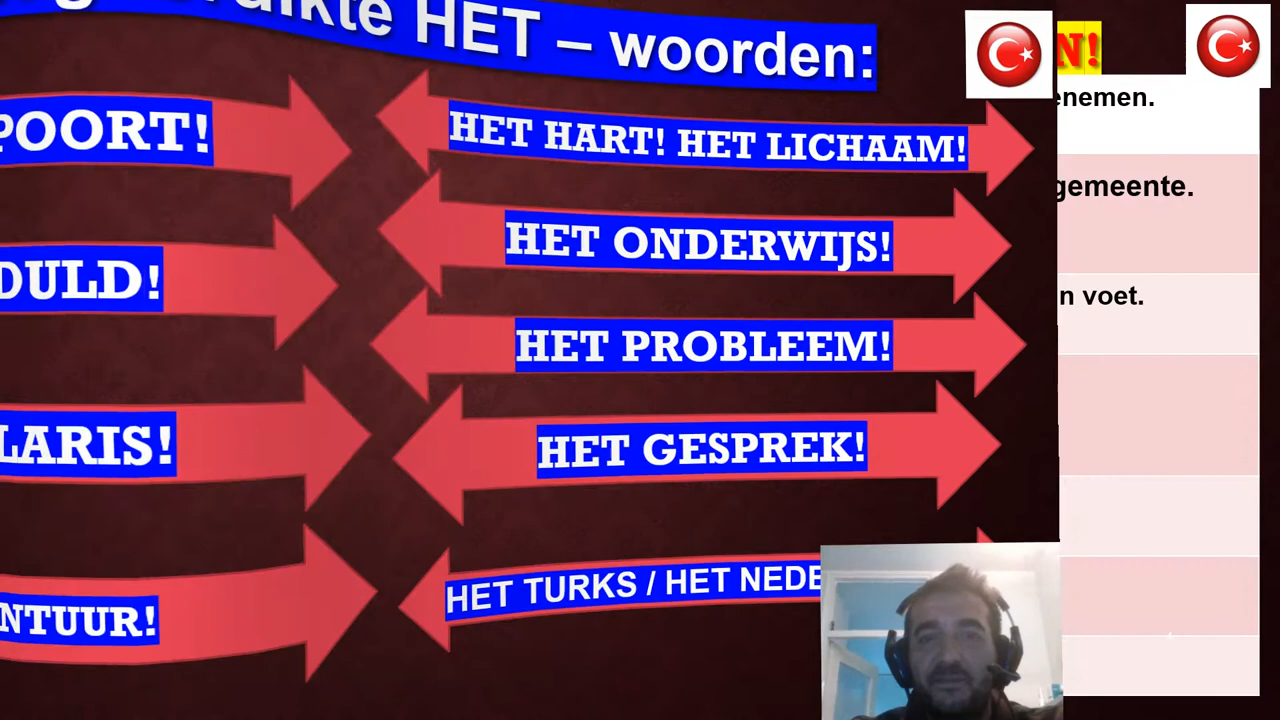 HET – woorden:
N!
enemen.
POORT!
HET HART! HET LICHAAM!
gemeente.
DULD!
HET ONDERWIJS!
n voet.
HET PROBLEEM!
LARIS!
HET GESPREK!
NTUUR!
HET TURKS / HET NEDE